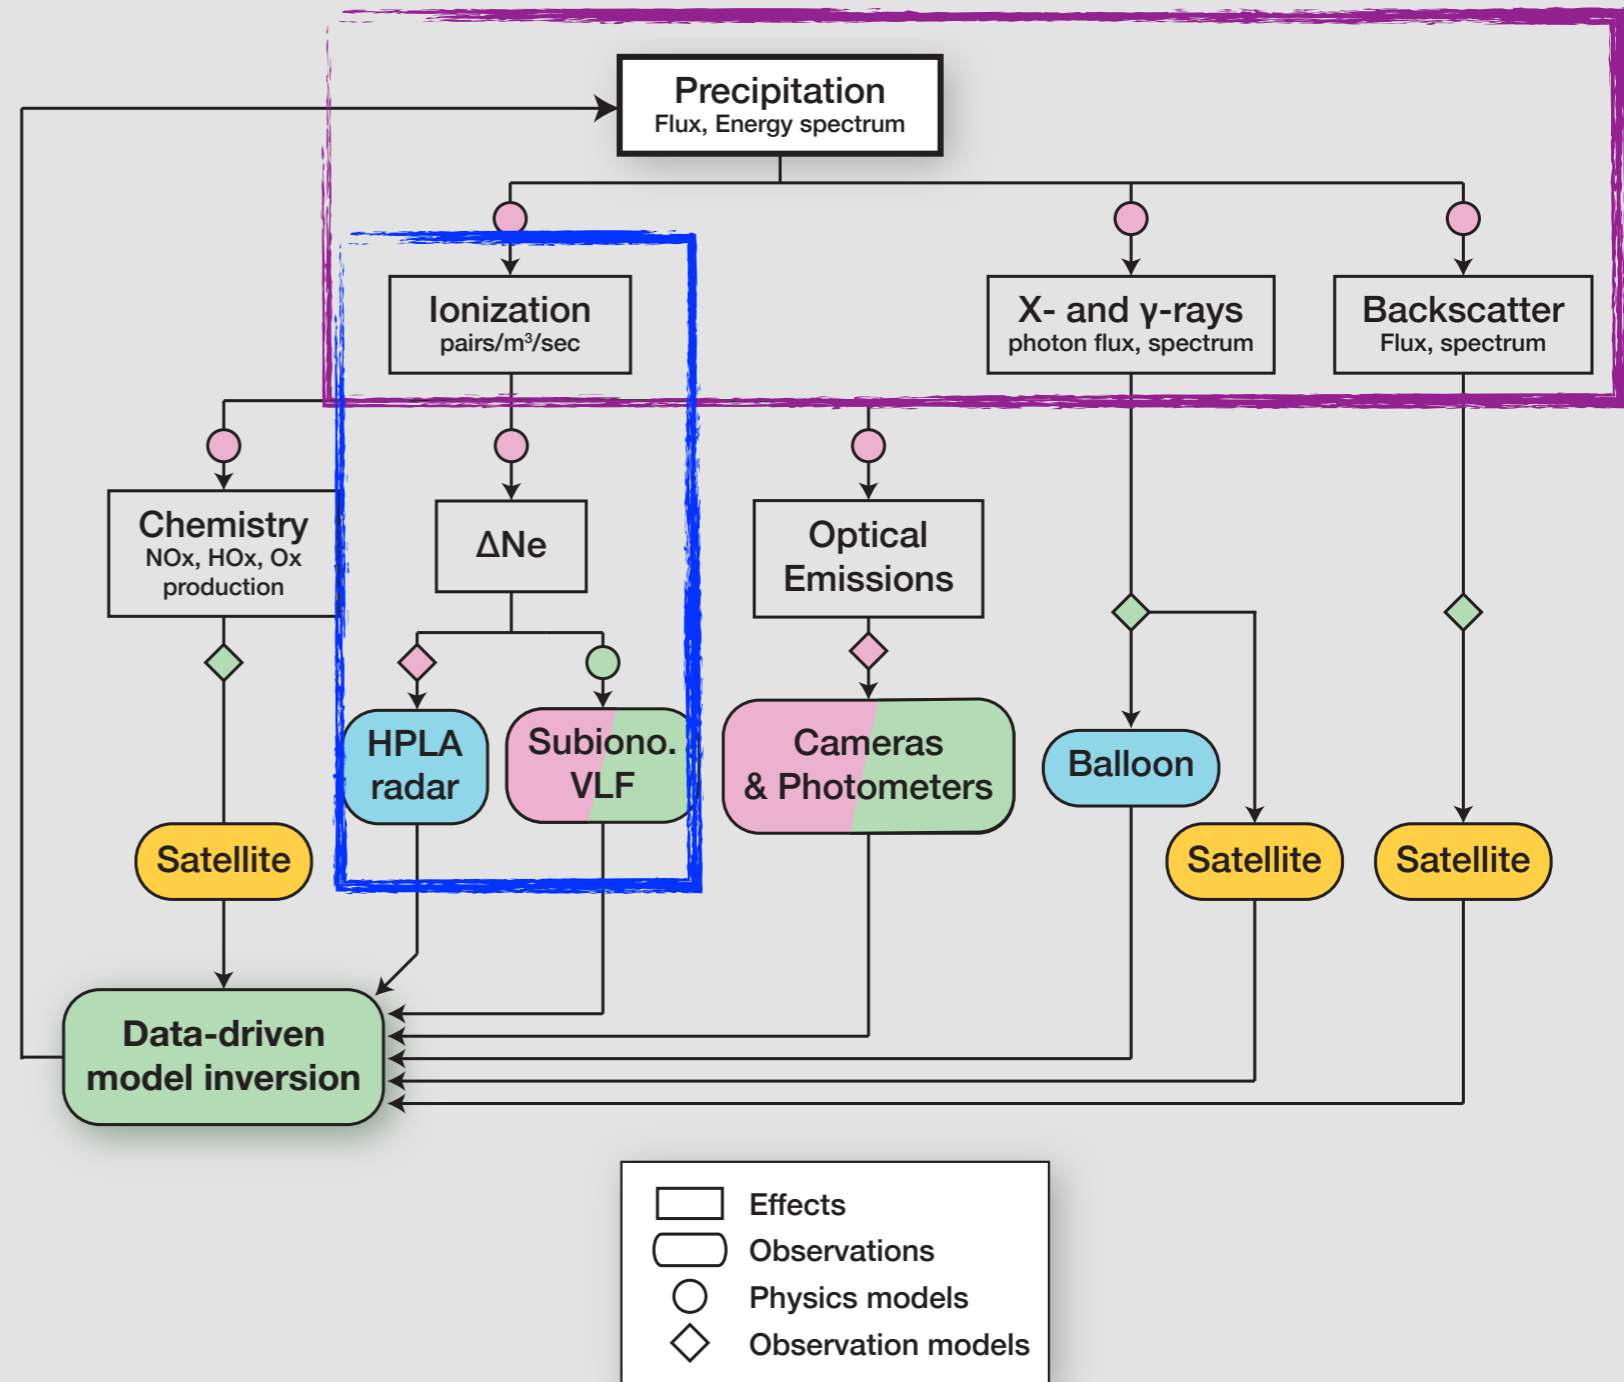 Precipitation
Flux, Energy spectrum
Ionization
pairs/m³/sec
X- and γ-rays
photon flux, spectrum
Backscatter
Flux, spectrum
Chemistry
NOx, HOx, Ox
production
ΔNe
Optical
Emissions
HPLA
radar
Subiono.
VLF
Cameras
& Photometers
Balloon
Satellite
Satellite
Satellite
Data-driven
model inversion
Effects
Observations
Physics models
Observation models